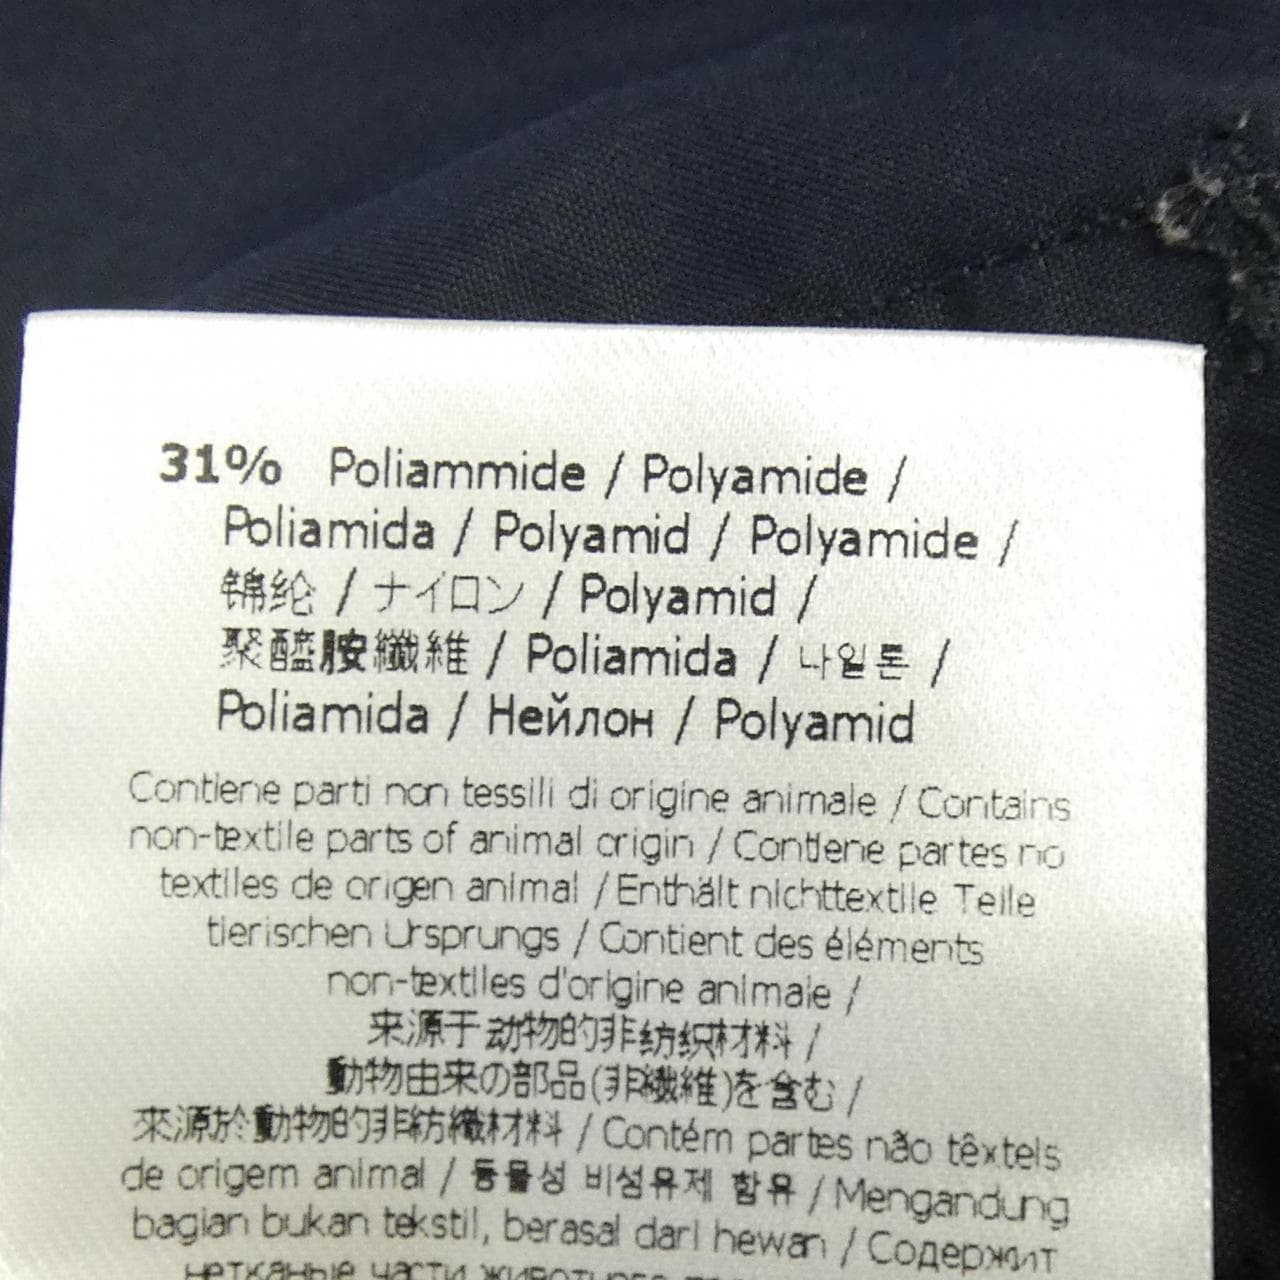 31% Poliammide / Polyamide /
Poliamida / Polyamid / Polyamide /
锦纶 / ナイロン / Polyamid /
聚醯胺纖維 / Poliamida / 나일론 /
Poliamida / Нейлон / Polyamid
Contiene parti non tessili di origine animale / Contains
non-textile parts of animal origin / Contiene partes no
textiles de origen animal / Enthält nichttextile Teile
tierischen Ursprungs / Contient des éléments
non-textiles d'origine animale /
来源于动物的非纺织材料 /
動物由来の部品(非繊維)を含む /
來源於動物的非紡織材料 / Contém partes não têxteis
de origem animal / 동물성 비섬유제 함유 / Mengandung
bagian bukan tekstil, berasal dari hewan / Содержит
нетканые части животного